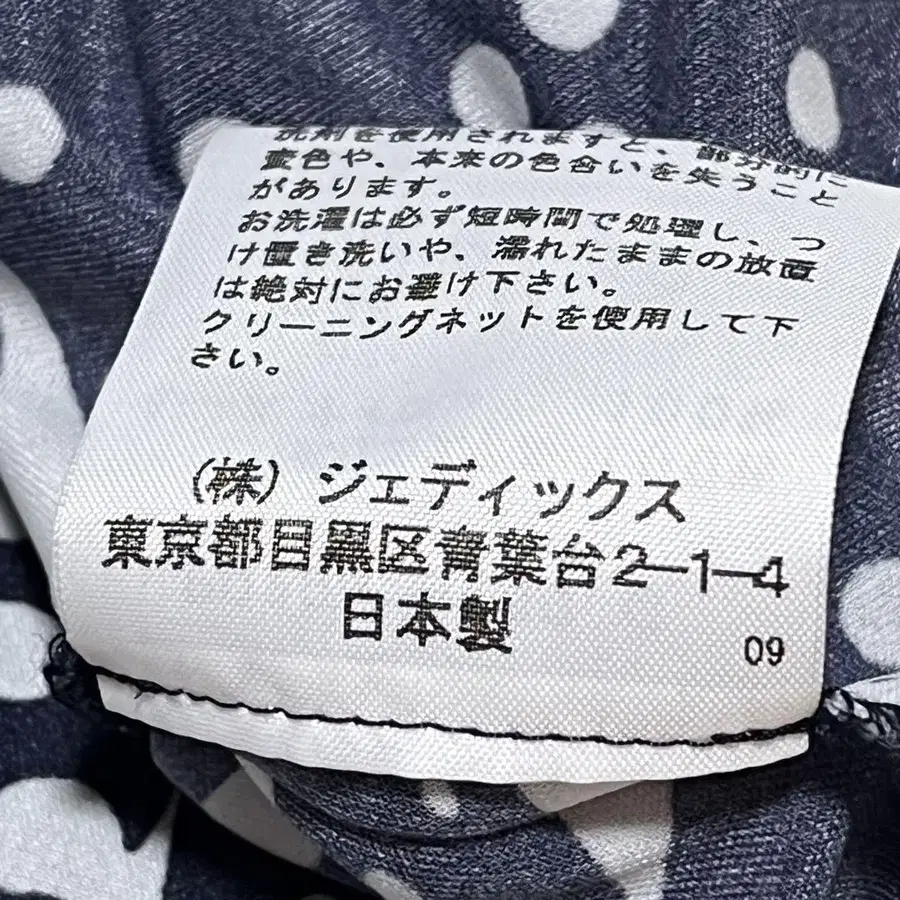 洗剤を使用されますと、部分的に
変色や、本来の色合いを失うこと
があります。
お洗濯は必ず短時間で処理し、つ
け置き洗いや、濡れたままの放置
は絶対にお避け下さい。
クリーニングネットを使用して下
さい。
(株) ジェディックス
東京都目黒区青葉台2-1-4
日本製
09